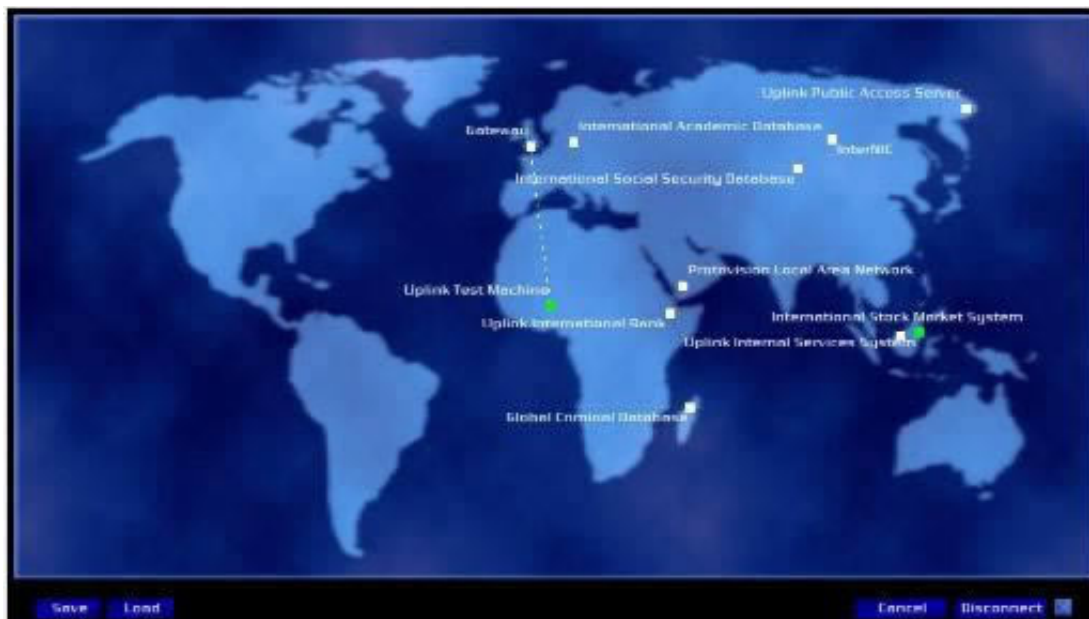 Uplink Public Access Server
Gateway
International Academic Database
InterNIC
International Social Security Database
Protovision Local Area Network
Uplink Test Machine
International Stock Market System
Uplink International Bank
Uplink Internal Services System
Global Criminal Database
Save
Load
Cancel
Disconnect